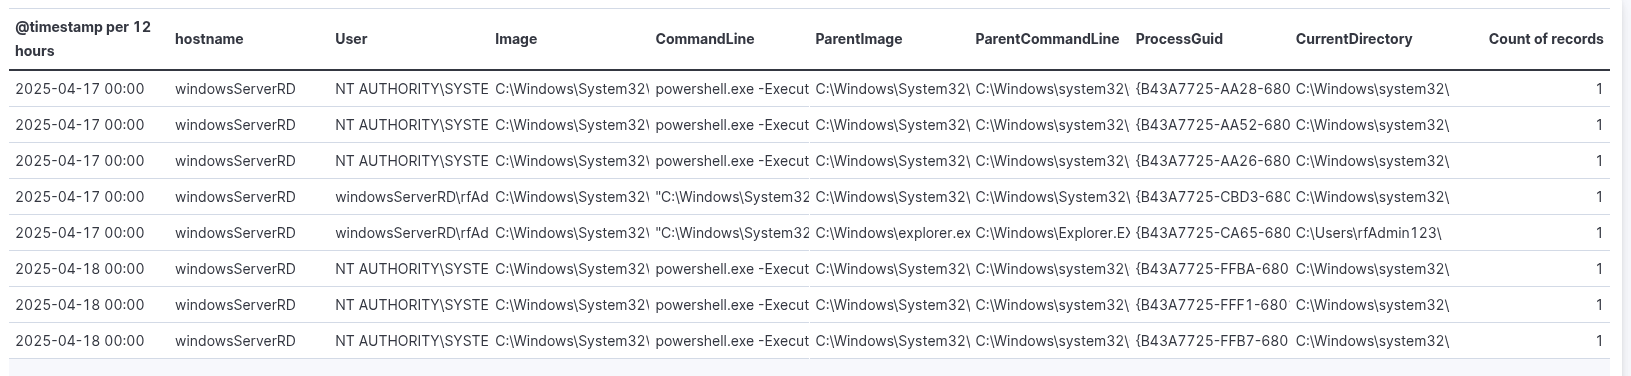 @timestamp per 12 hours hostname User Image CommandLine ParentImage ParentCommandLine ProcessGuid CurrentDirectory Count of records
2025-04-17 00:00 windowsServerRD NT AUTHORITY\SYSTE C:\Windows\System32\ powershell.exe -Execut C:\Windows\System32\ C:\Windows\system32\ {B43A7725-AA28-680 C:\Windows\system32\ 1
2025-04-17 00:00 windowsServerRD NT AUTHORITY\SYSTE C:\Windows\System32\ powershell.exe -Execut C:\Windows\System32\ C:\Windows\system32\ {B43A7725-AA52-680 C:\Windows\system32\ 1
2025-04-17 00:00 windowsServerRD NT AUTHORITY\SYSTE C:\Windows\System32\ powershell.exe -Execut C:\Windows\System32\ C:\Windows\system32\ {B43A7725-AA26-680 C:\Windows\system32\ 1
2025-04-17 00:00 windowsServerRD windowsServerRD\rfAd C:\Windows\System32\ "C:\Windows\System32 C:\Windows\System32\ C:\Windows\System32\ {B43A7725-CBD3-680 C:\Windows\system32\ 1
2025-04-17 00:00 windowsServerRD windowsServerRD\rfAd C:\Windows\System32\ "C:\Windows\System32 C:\Windows\explorer.ex C:\Windows\Explorer.EX {B43A7725-CA65-680 C:\Users\rfAdmin123\ 1
2025-04-18 00:00 windowsServerRD NT AUTHORITY\SYSTE C:\Windows\System32\ powershell.exe -Execut C:\Windows\System32\ C:\Windows\system32\ {B43A7725-FFBA-680 C:\Windows\system32\ 1
2025-04-18 00:00 windowsServerRD NT AUTHORITY\SYSTE C:\Windows\System32\ powershell.exe -Execut C:\Windows\System32\ C:\Windows\system32\ {B43A7725-FFF1-680 C:\Windows\system32\ 1
2025-04-18 00:00 windowsServerRD NT AUTHORITY\SYSTE C:\Windows\System32\ powershell.exe -Execut C:\Windows\System32\ C:\Windows\system32\ {B43A7725-FFB7-680 C:\Windows\system32\ 1